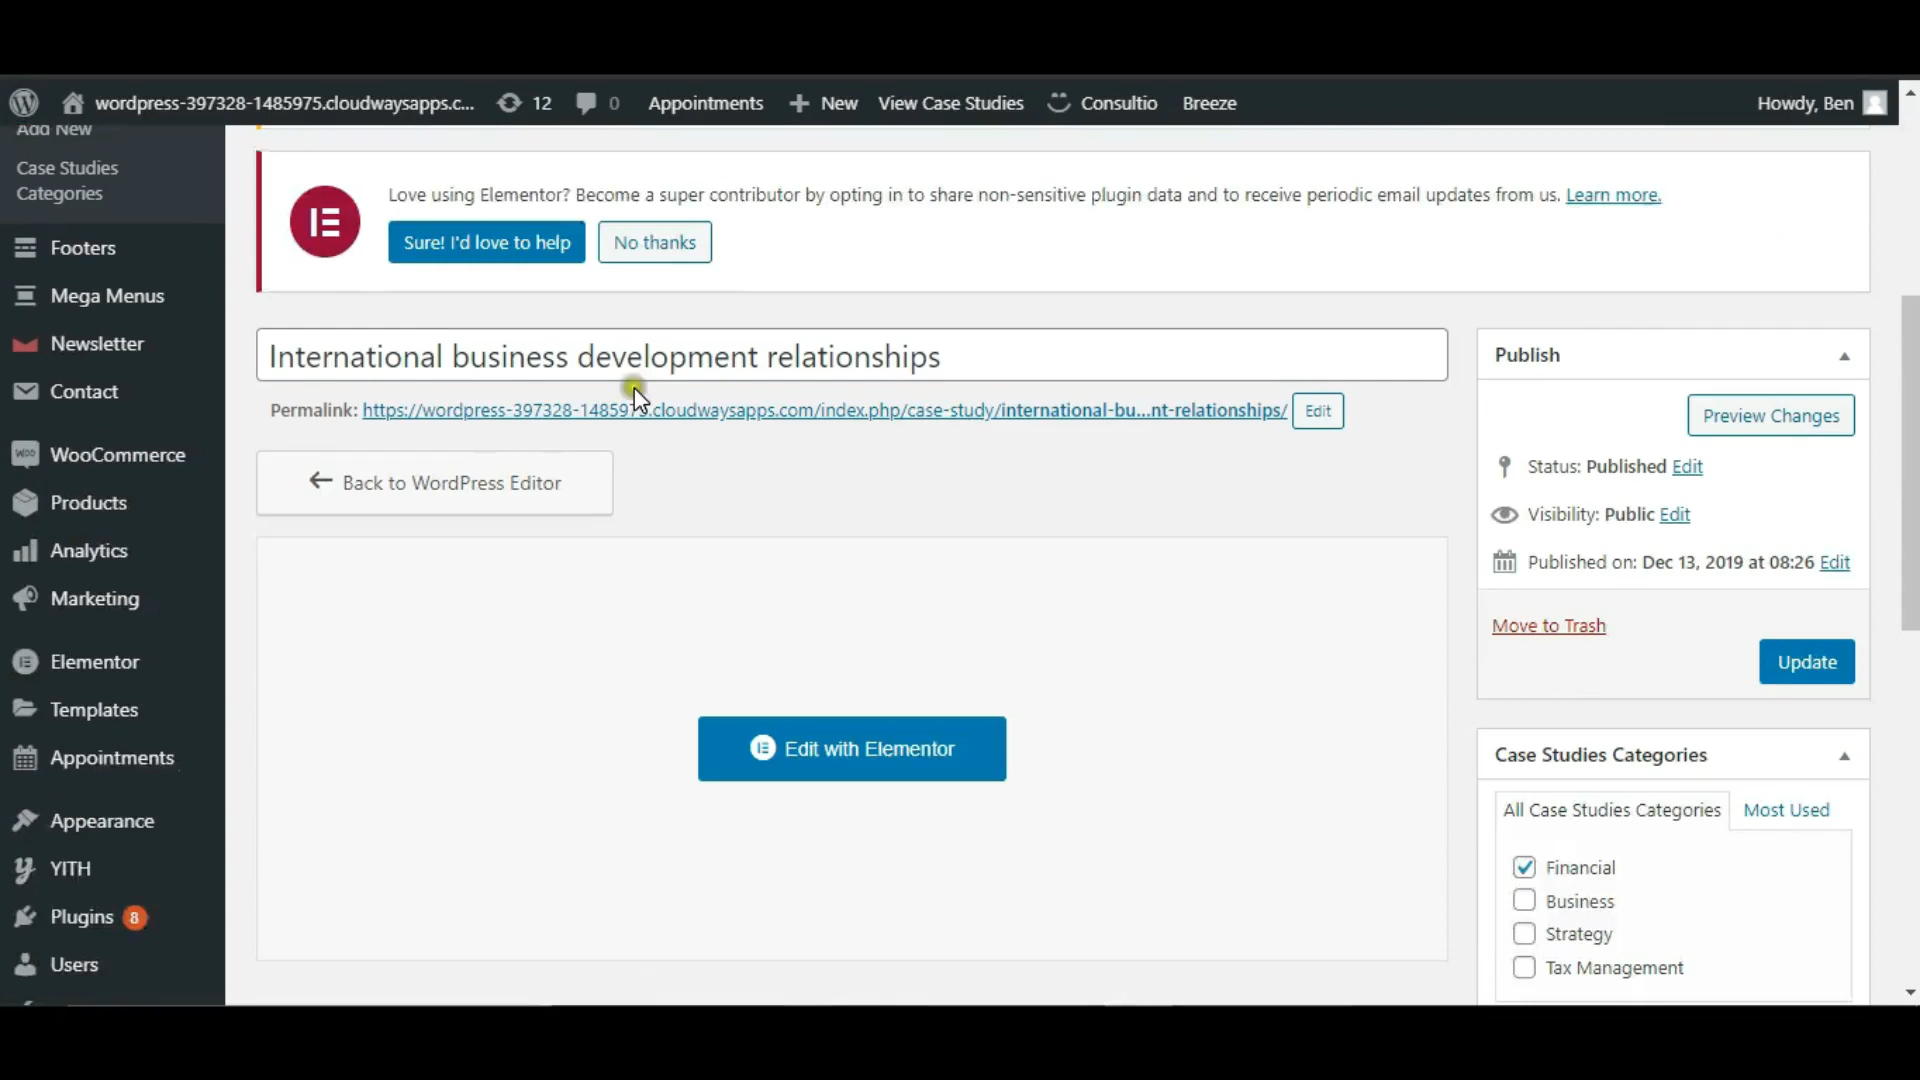 wordpress-397328-1485975.cloudwaysapps.c... 12 0 Appointments New View Case Studies Consultio Breeze Howdy, Ben
Add New
Case Studies
Categories
Footers
Mega Menus
Newsletter
Contact
WooCommerce
Products
Analytics
Marketing
Elementor
Templates
Appointments
Appearance
YITH
Plugins 8
Users
Love using Elementor? Become a super contributor by opting in to share non-sensitive plugin data and to receive periodic email updates from us. Learn more.
Sure! I'd love to help No thanks
International business development relationships
Permalink: https://wordpress-397328-1485975.cloudwaysapps.com/index.php/case-study/international-bu...nt-relationships/ Edit
← Back to WordPress Editor
Edit with Elementor
Publish
Preview Changes
Status: Published Edit
Visibility: Public Edit
Published on: Dec 13, 2019 at 08:26 Edit
Move to Trash
Update
Case Studies Categories
All Case Studies Categories Most Used
Financial
Business
Strategy
Tax Management